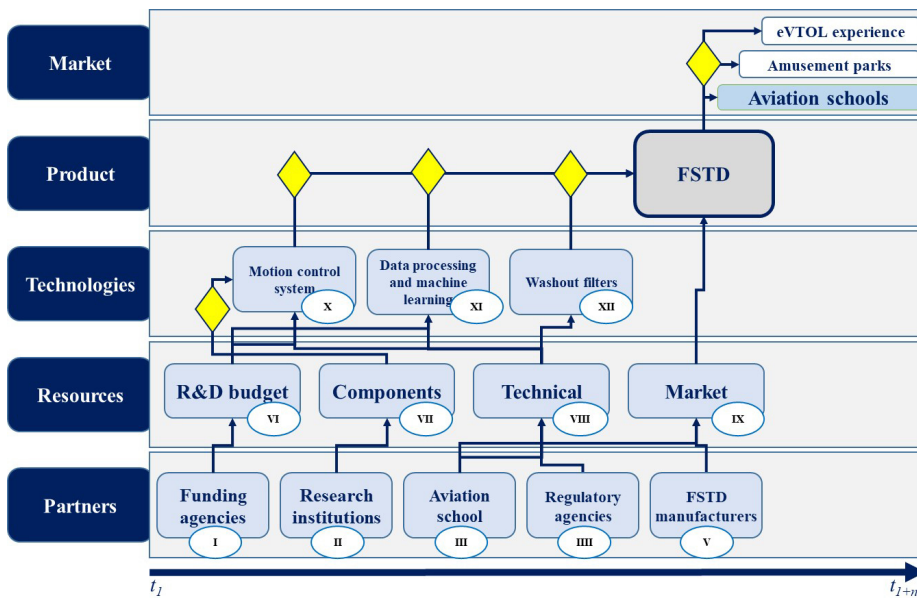 Market
eVTOL experience
Amusement parks
Aviation schools
Product
FSTD
Technologies
Motion control
system
X
Data processing
and machine
learning
XI
Washout filters
XII
Resources
R&D budget
VI
Components
VII
Technical
VIII
Market
IX
Partners
Funding
agencies
I
Research
institutions
II
Aviation
school
III
Regulatory
agencies
IIII
FSTD
manufacturers
V
t1
t1+n